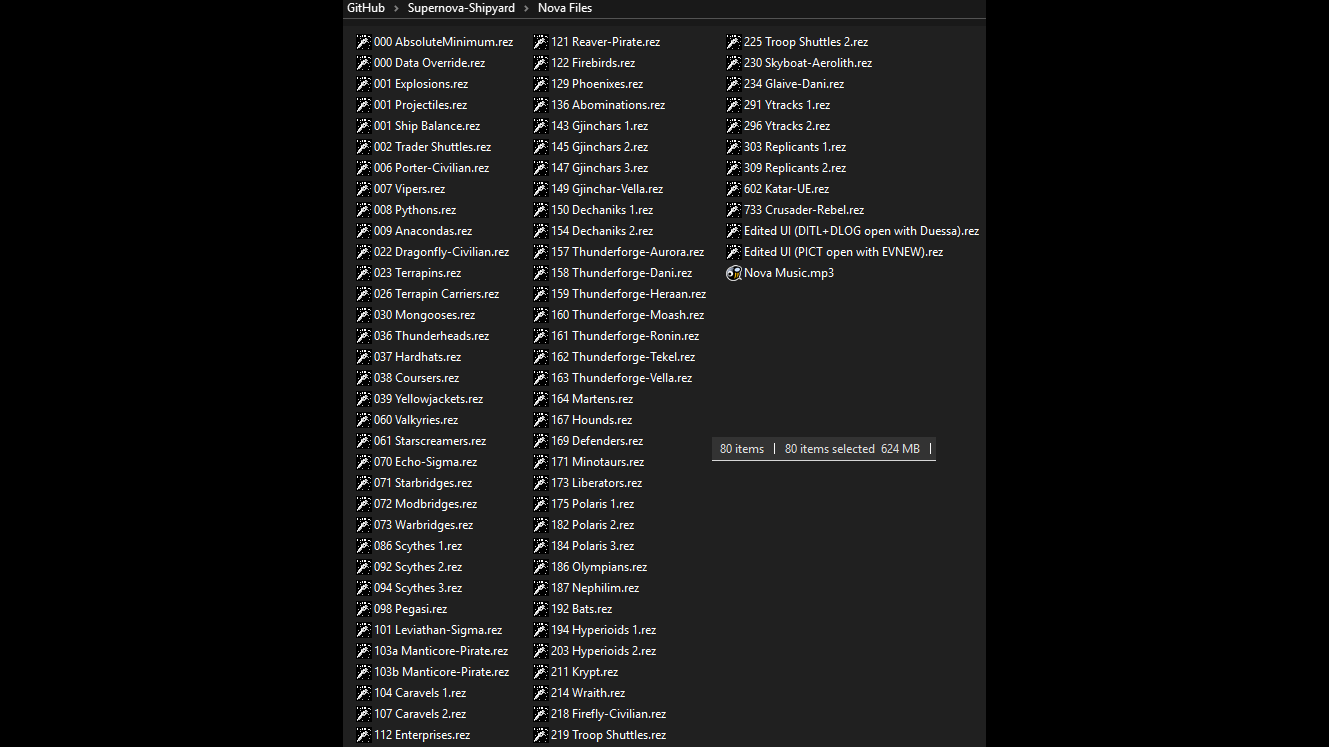 GitHub > Supernova-Shipyard > Nova Files
000 AbsoluteMinimum.rez
000 Data Override.rez
001 Explosions.rez
001 Projectiles.rez
001 Ship Balance.rez
002 Trader Shuttles.rez
006 Porter-Civilian.rez
007 Vipers.rez
008 Pythons.rez
009 Anacondas.rez
022 Dragonfly-Civilian.rez
023 Terrapins.rez
026 Terrapin Carriers.rez
030 Mongooses.rez
036 Thunderheads.rez
037 Hardhats.rez
038 Coursers.rez
039 Yellowjackets.rez
060 Valkyries.rez
061 Starscreamers.rez
070 Echo-Sigma.rez
071 Starbridges.rez
072 Modbridges.rez
073 Warbridges.rez
086 Scythes 1.rez
092 Scythes 2.rez
094 Scythes 3.rez
098 Pegasi.rez
101 Leviathan-Sigma.rez
103a Manticore-Pirate.rez
103b Manticore-Pirate.rez
104 Caravels 1.rez
107 Caravels 2.rez
112 Enterprises.rez
121 Reaver-Pirate.rez
122 Firebirds.rez
129 Phoenixes.rez
136 Abominations.rez
143 Gjinchars 1.rez
145 Gjinchars 2.rez
147 Gjinchars 3.rez
149 Gjinchar-Vella.rez
150 Dechaniks 1.rez
154 Dechaniks 2.rez
157 Thunderforge-Aurora.rez
158 Thunderforge-Dani.rez
159 Thunderforge-Heraan.rez
160 Thunderforge-Moash.rez
161 Thunderforge-Ronin.rez
162 Thunderforge-Tekel.rez
163 Thunderforge-Vella.rez
164 Martens.rez
167 Hounds.rez
169 Defenders.rez
171 Minotaurs.rez
173 Liberators.rez
175 Polaris 1.rez
182 Polaris 2.rez
184 Polaris 3.rez
186 Olympians.rez
187 Nephilim.rez
192 Bats.rez
194 Hyperioids 1.rez
203 Hyperioids 2.rez
211 Krypt.rez
214 Wraith.rez
218 Firefly-Civilian.rez
219 Troop Shuttles.rez
225 Troop Shuttles 2.rez
230 Skyboat-Aerolith.rez
234 Glaive-Dani.rez
291 Ytracks 1.rez
296 Ytracks 2.rez
303 Replicants 1.rez
309 Replicants 2.rez
602 Katar-UE.rez
733 Crusader-Rebel.rez
Edited UI (DITL+DLOG open with Duessa).rez
Edited UI (PICT open with EVNEW).rez
Nova Music.mp3
80 items | 80 items selected 624 MB |